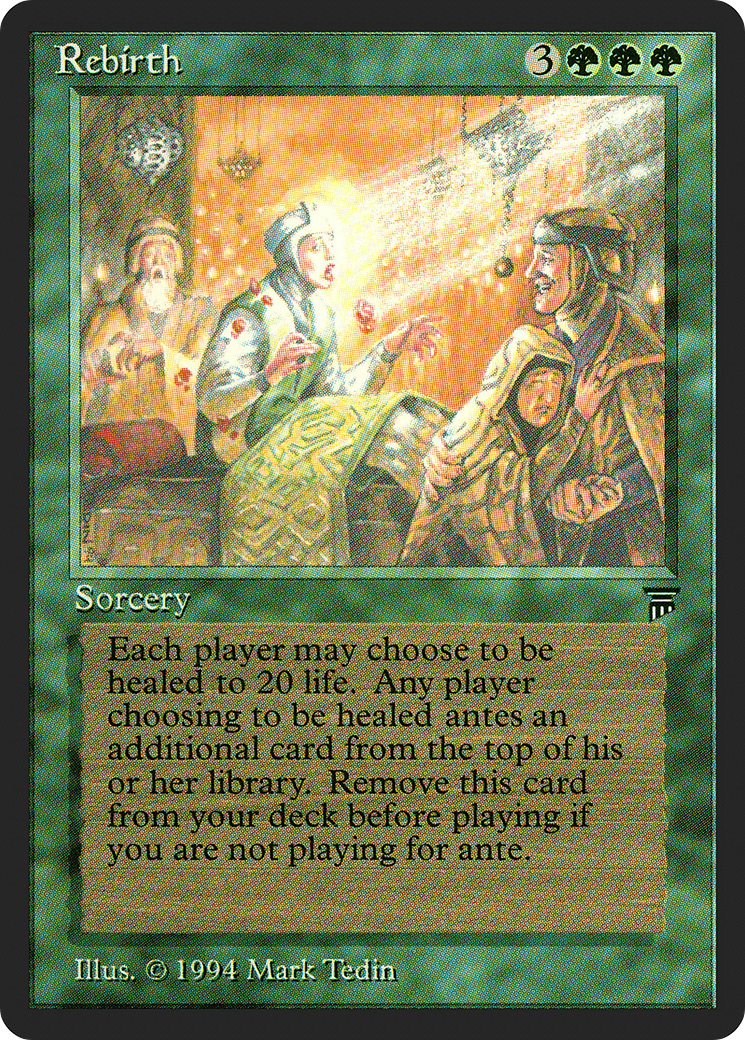 Rebirth
3
Sorcery
Each player may choose to be
healed to 20 life. Any player
choosing to be healed antes an
additional card from the top of his
or her library. Remove this card
from your deck before playing if
you are not playing for ante.
Illus. © 1994 Mark Tedin